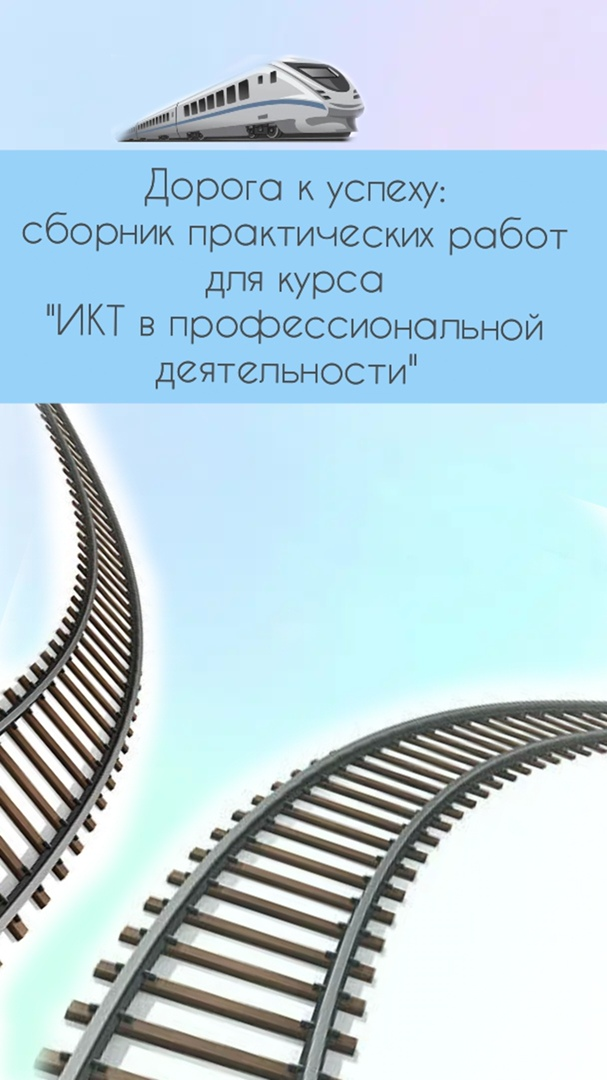 Дорога к успеху:
сборник практических работ
для курса
"ИКТ в профессиональной
деятельности"